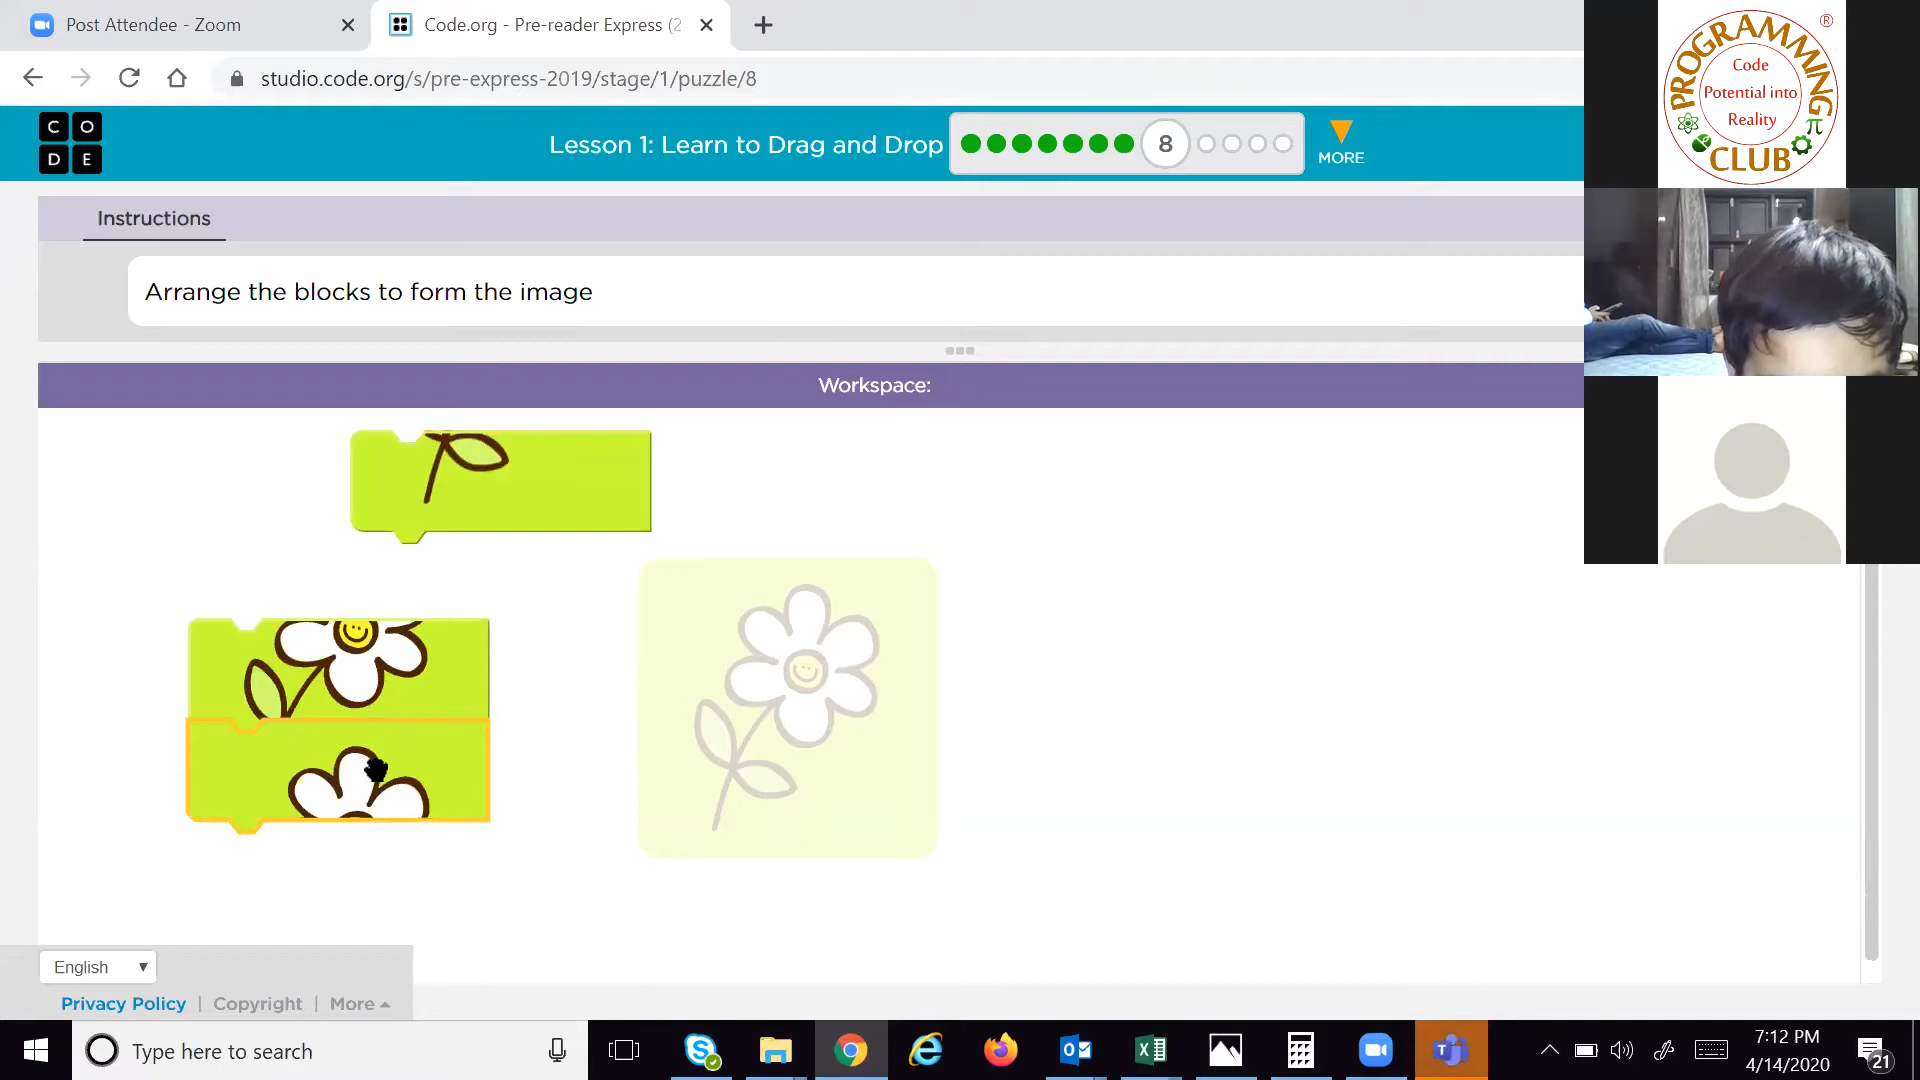 Post Attendee - Zoom
Code.org - Pre-reader Express (2
studio.code.org/s/pre-express-2019/stage/1/puzzle/8
C O
D E
Lesson 1: Learn to Drag and Drop
8
MORE
PROGRAMMING
®
Code
Potential into
Reality
π
CLUB
Instructions
Arrange the blocks to form the image
Workspace:
English
Privacy Policy | Copyright | More
Type here to search
7:12 PM
4/14/2020
21